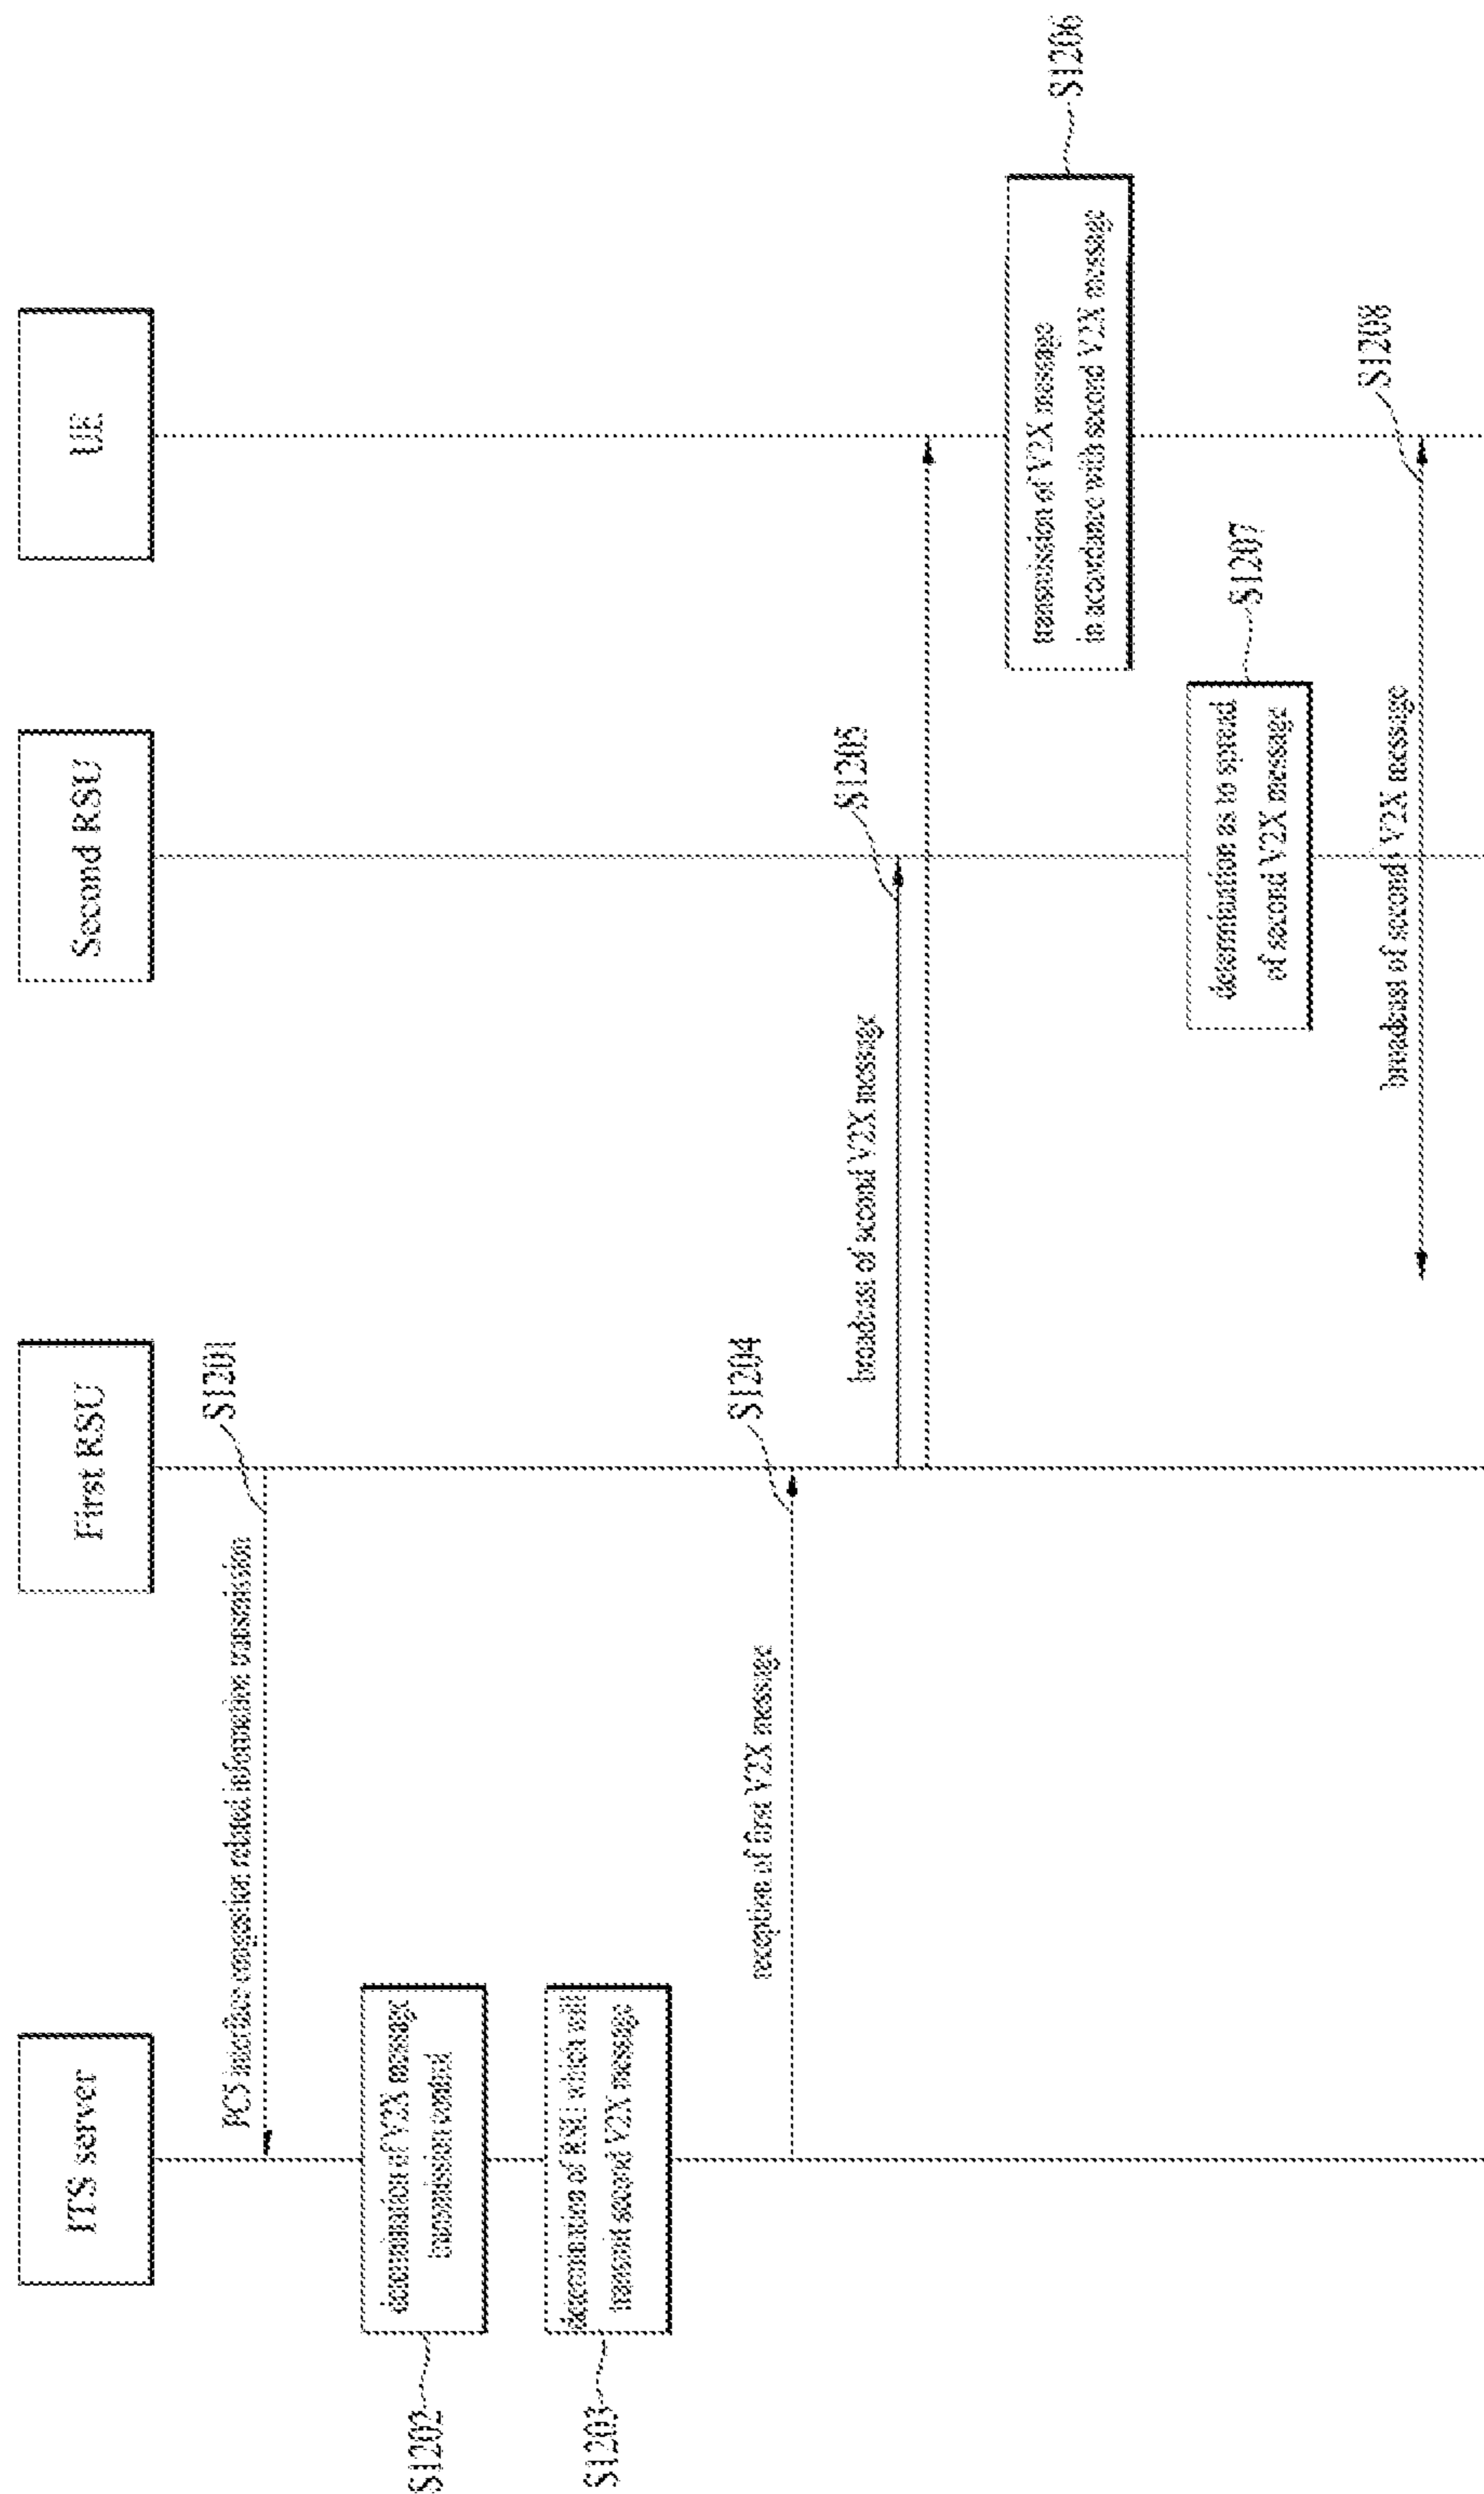 ITS server
First RSU
Second RSU
UE
PC5 interface congestion related information transmission
S1201
determination of V2X message
transmission control
S1202
determination of RSU which will
transmit second V2X message
S1203
reception of first V2X message
S1204
broadcast of second V2X message
S1205
transmission of V2X message
in accordance with second V2X message
S1206
determination as to spread
of second V2X message
S1207
broadcast of second V2X message
S1208